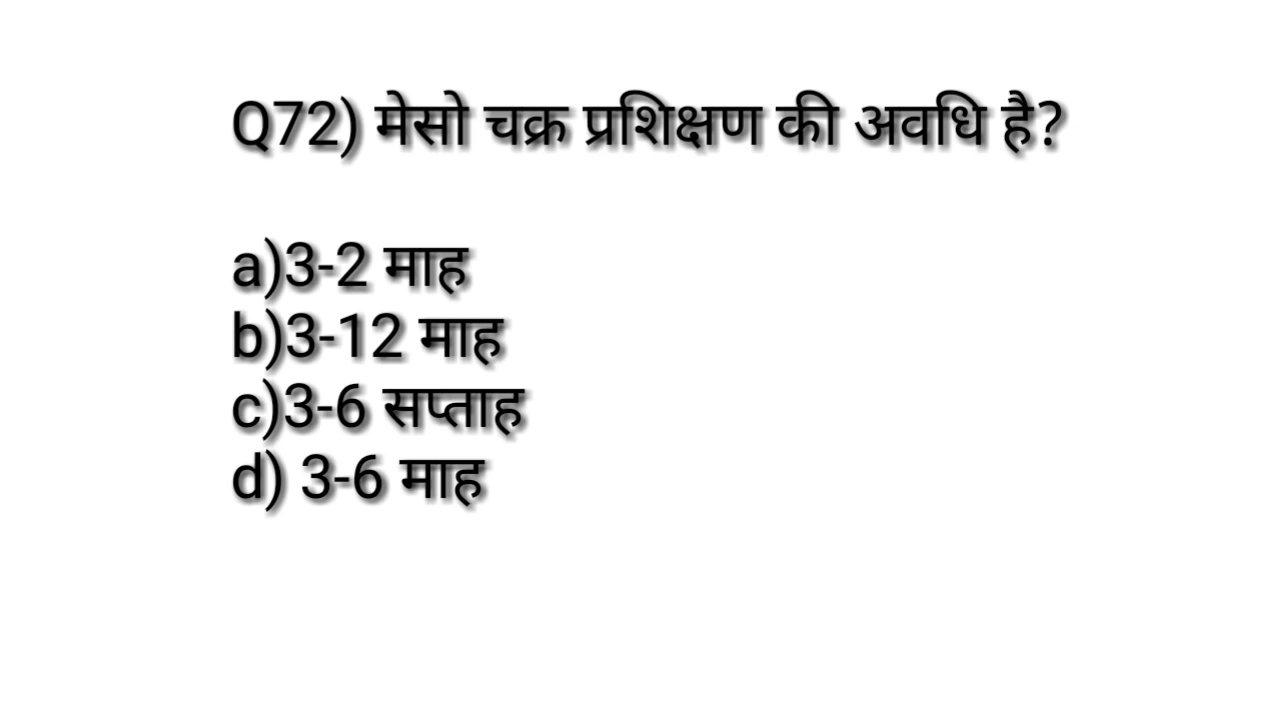 Q72) मेसो चक्र प्रशिक्षण की अवधि है?
a)3-2 माह
b)3-12 माह
c)3-6 सप्ताह
d) 3-6 माह